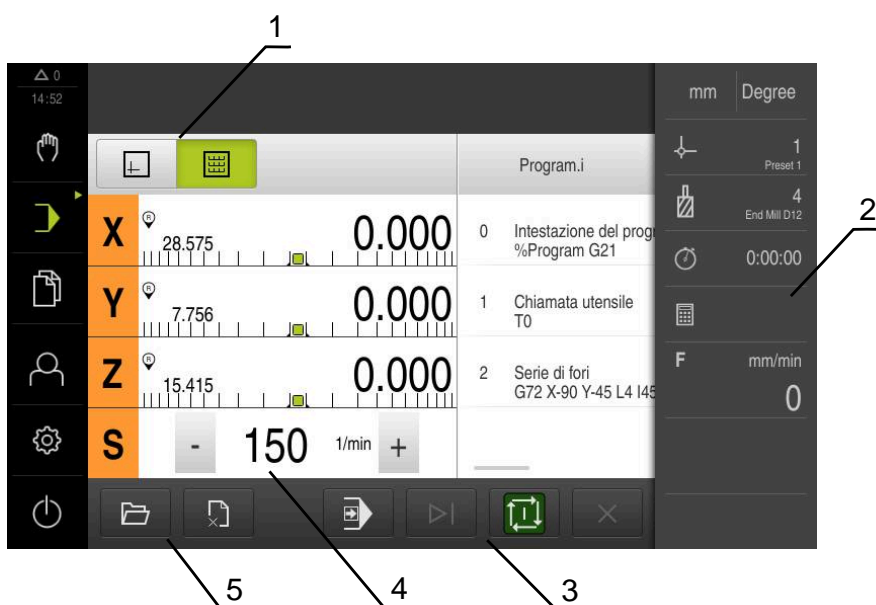 1
0
14:52
mm Degree
1
Preset 1
4
End Mill D12
0:00:00
F mm/min
0
2
Program.i
X R 28.575 0.000
Y R 7.756 0.000
Z R 15.415 0.000
S - 150 1/min +
0 Intestazione del progr
%Program G21
1 Chiamata utensile
T0
2 Serie di fori
G72 X-90 Y-45 L4 I45
5 4 3